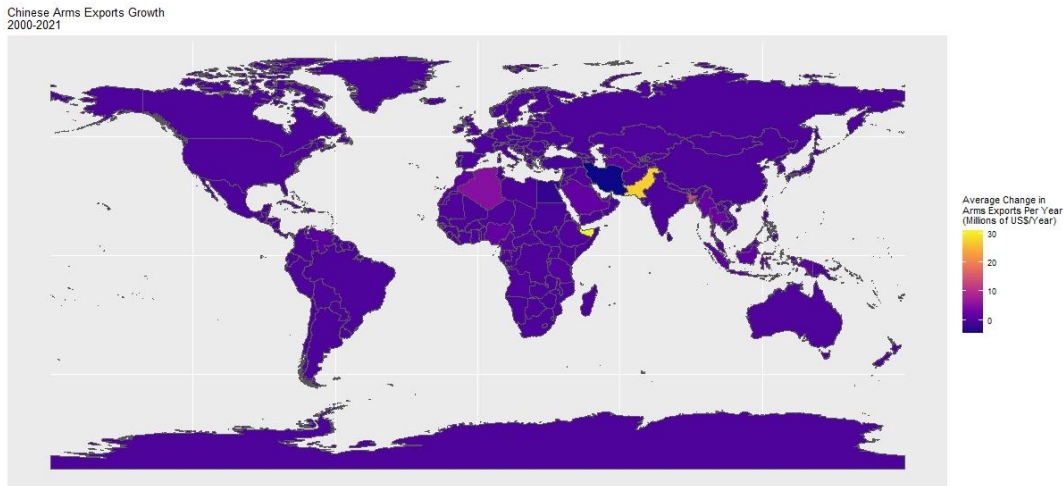 Chinese Arms Exports Growth
2000-2021
Average Change in
Arms Exports Per Year
(Millions of US$/Year)
30
20
10
0